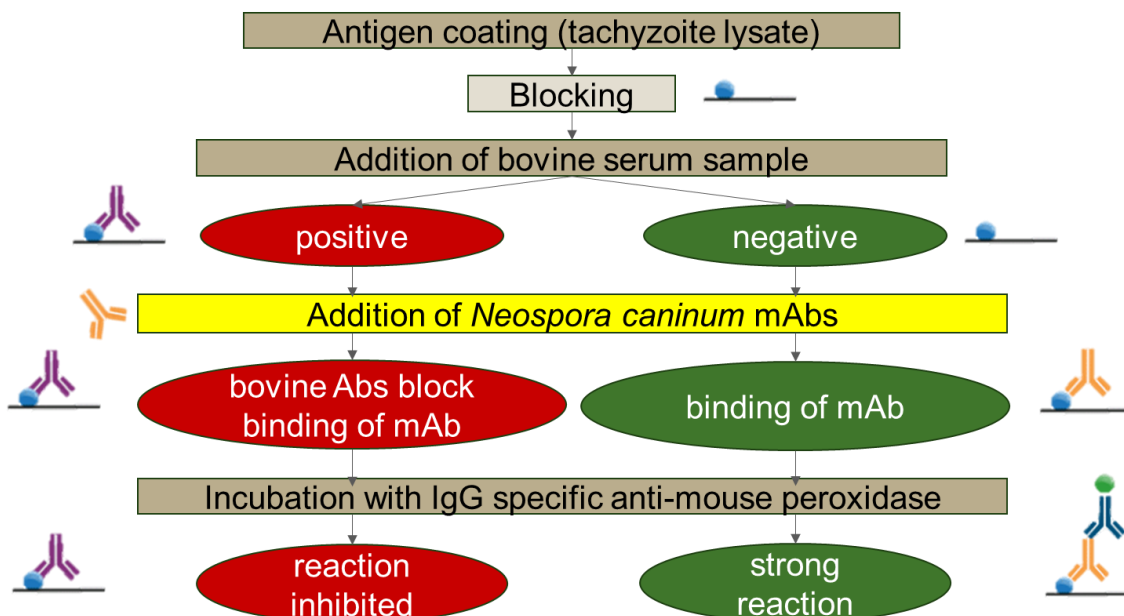 Antigen coating (tachyzoite lysate)
Blocking
Addition of bovine serum sample
positive
negative
Addition of Neospora caninum mAbs
bovine Abs block
binding of mAb
binding of mAb
Incubation with IgG specific anti-mouse peroxidase
reaction
inhibited
strong
reaction